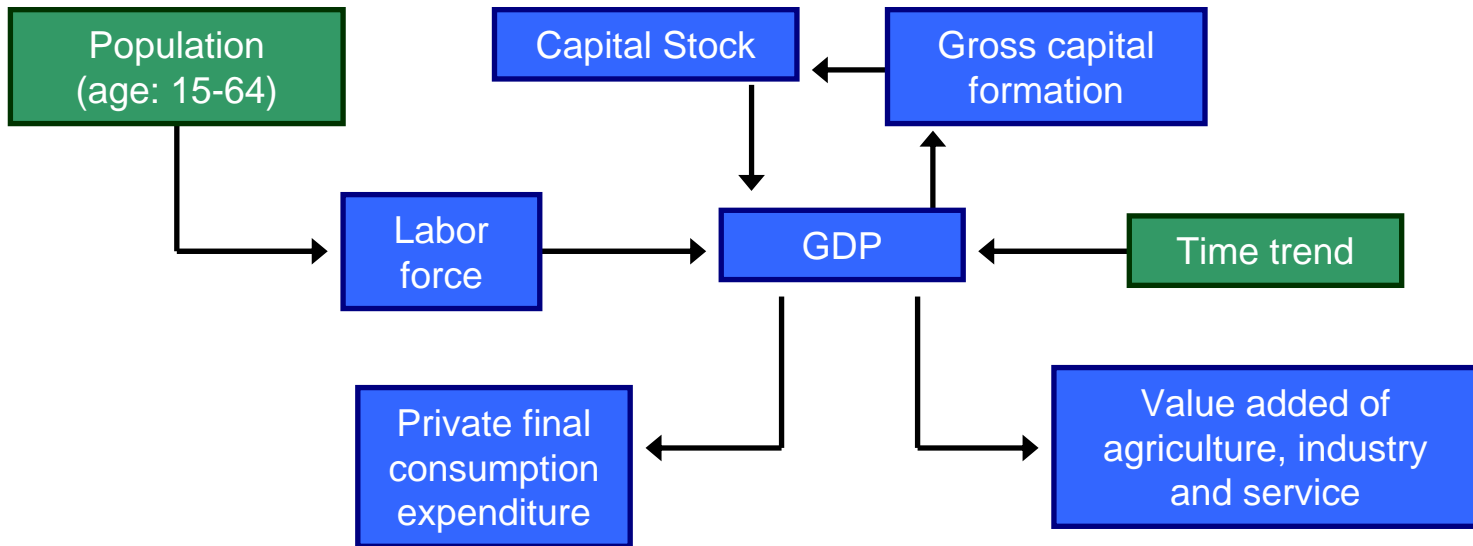 Population
(age: 15-64)
Capital Stock
Gross capital
formation
Labor
force
GDP
Time trend
Private final
consumption
expenditure
Value added of
agriculture, industry
and service